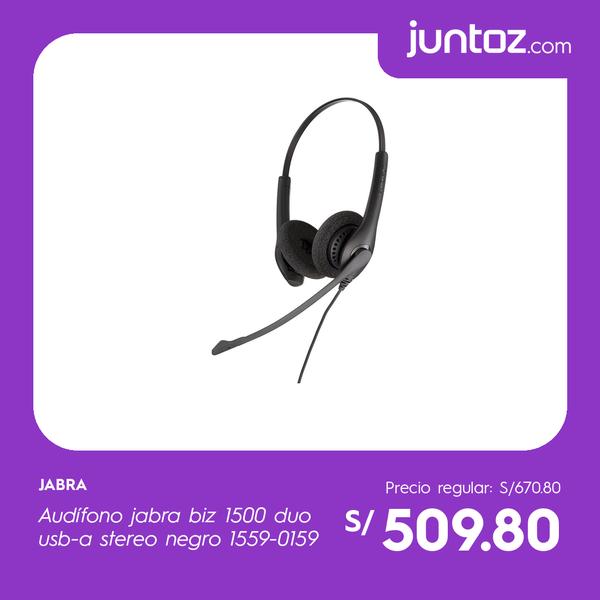 juntoz.com
JABRA
Audífono jabra biz 1500 duo
usb-a stereo negro 1559-0159
Precio regular: S/670.80
S/ 509.80